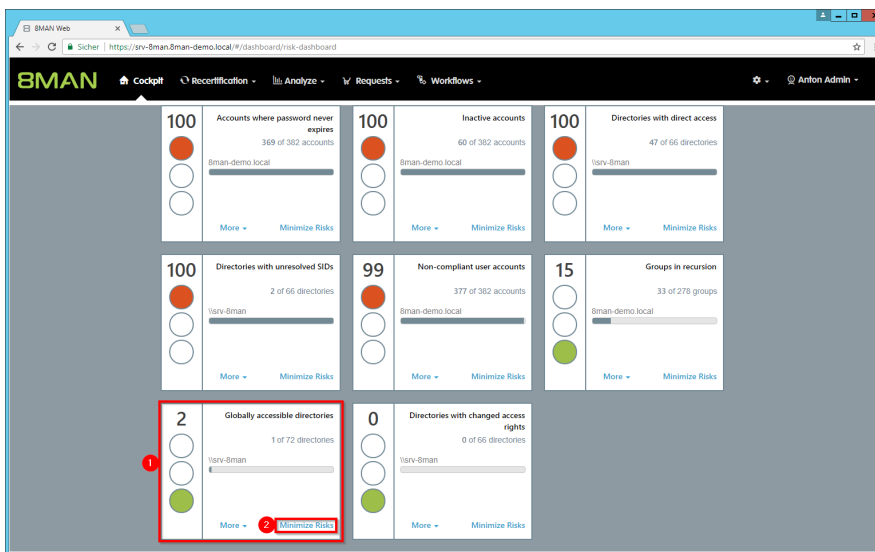 8MAN Web
Sicher https://srv-8man.8man-demo.local/#/dashboard/risk-dashboard
8MAN Cockpit Recertification Analyze Requests Workflows Anton Admin
100 Accounts where password never
expires
369 of 382 accounts
8man-demo.local
More Minimize Risks
100 Inactive accounts
60 of 382 accounts
8man-demo.local
More Minimize Risks
100 Directories with direct access
47 of 66 directories
\\srv-8man
More Minimize Risks
100 Directories with unresolved SIDs
2 of 66 directories
\\srv-8man
More Minimize Risks
99 Non-compliant user accounts
377 of 382 accounts
8man-demo.local
More Minimize Risks
15 Groups in recursion
33 of 278 groups
8man-demo.local
More Minimize Risks
2 Globally accessible directories
1 of 72 directories
1
\\srv-8man
More 2 Minimize Risks
0 Directories with changed access
rights
0 of 66 directories
\\srv-8man
More Minimize Risks